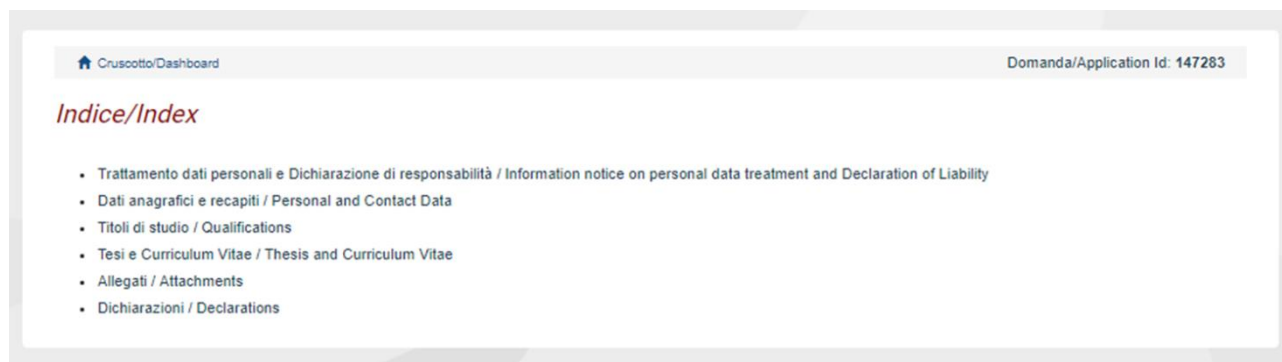 Cruscotto/Dashboard
Domanda/Application Id: 147283
Indice/Index
Trattamento dati personali e Dichiarazione di responsabilità / Information notice on personal data treatment and Declaration of Liability
Dati anagrafici e recapiti / Personal and Contact Data
Titoli di studio / Qualifications
Tesi e Curriculum Vitae / Thesis and Curriculum Vitae
Allegati / Attachments
Dichiarazioni / Declarations